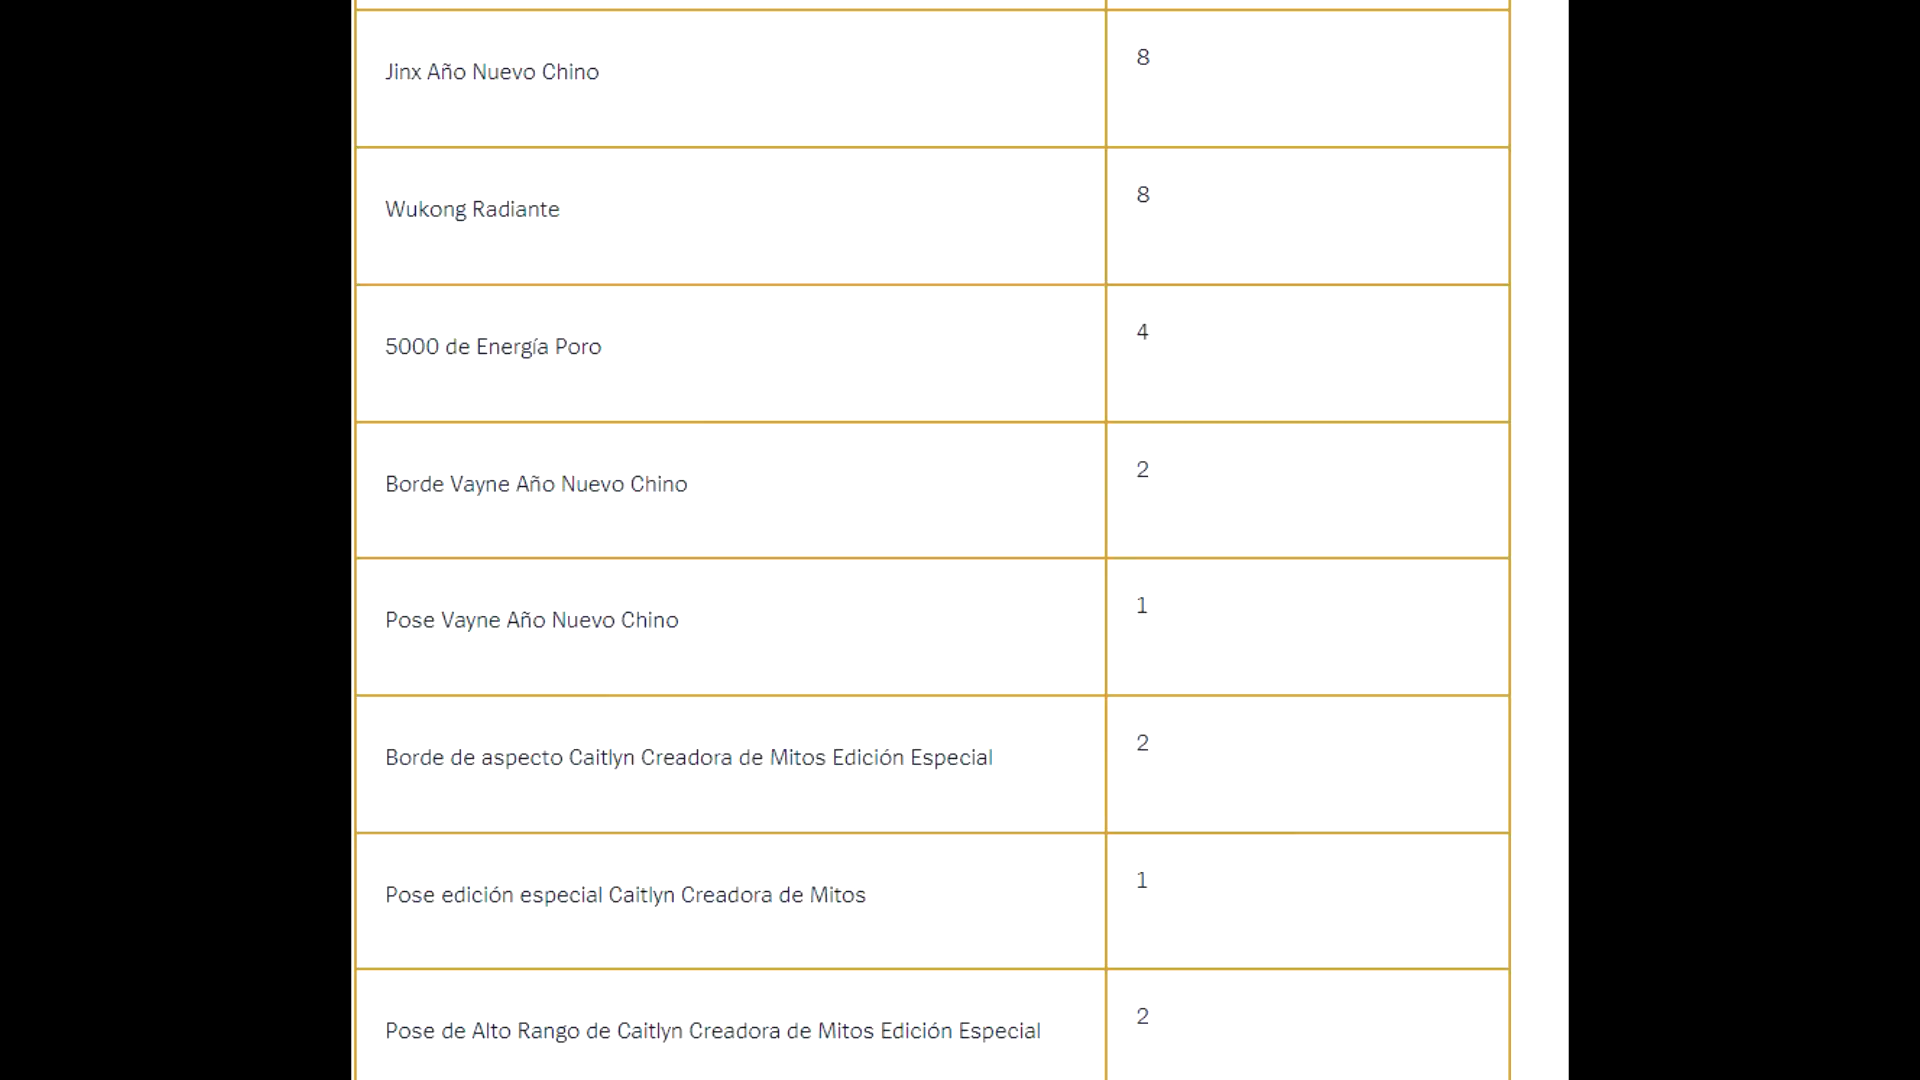 Jinx Año Nuevo Chino
8
Wukong Radiante
8
5000 de Energía Poro
4
Borde Vayne Año Nuevo Chino
2
Pose Vayne Año Nuevo Chino
1
Borde de aspecto Caitlyn Creadora de Mitos Edición Especial
2
Pose edición especial Caitlyn Creadora de Mitos
1
Pose de Alto Rango de Caitlyn Creadora de Mitos Edición Especial
2